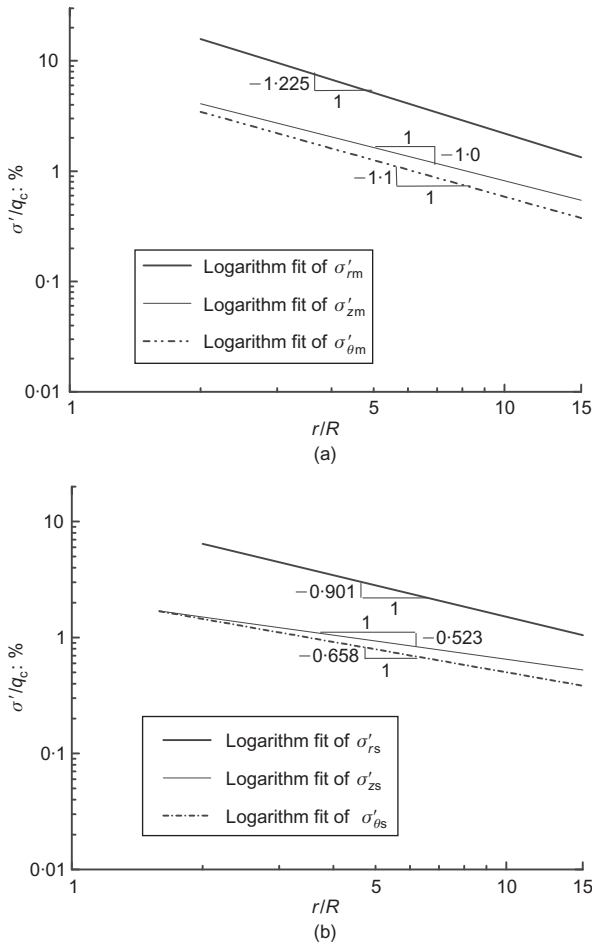 10
1
0·1
0·01
σ′/qc: %
−1·225
1
1
−1·0
−1·1
1
Logarithm fit of σ′rm
Logarithm fit of σ′zm
Logarithm fit of σ′θm
1
5
10
15
r/R
(a)
10
1
0·1
0·01
σ′/qc: %
−0·901
1
1
−0·523
−0·658
1
Logarithm fit of σ′rs
Logarithm fit of σ′zs
Logarithm fit of σ′θs
1
5
10
15
r/R
(b)